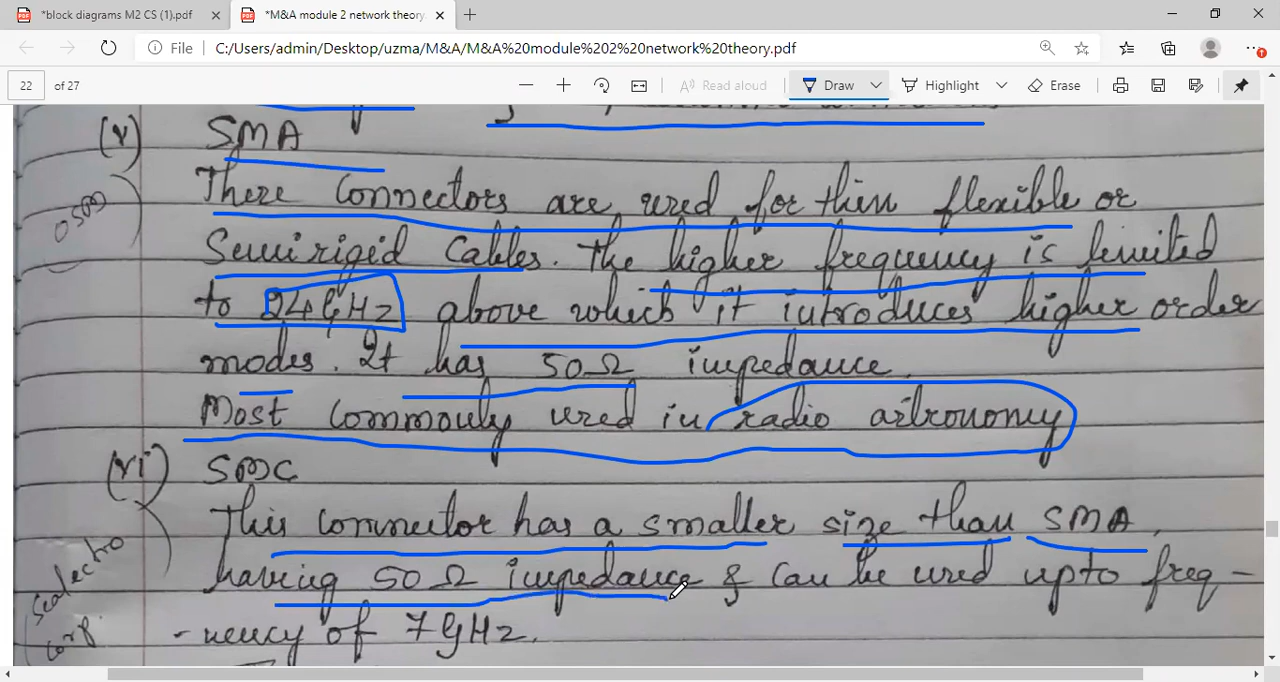 *block diagrams M2 CS (1).pdf
*M&A module 2 network theory.
File C:/Users/admin/Desktop/uzma/M&A/M&A%20module%202%20network%20theory.pdf
22 of 27
Read aloud Draw Highlight Erase
(V) SMA
These connectors are used for thin flexible or
Semirigid Cables. The higher frequency is limited
to 24GHz above which it introduces higher order
modes. It has 50Ω impedance.
Most commonly used in radio astronomy
(vi) SMC
This connector has a smaller size than SMA,
having 50Ω impedance & can be used upto freq-
-uency of 7GHz.
Sealectro
corp.